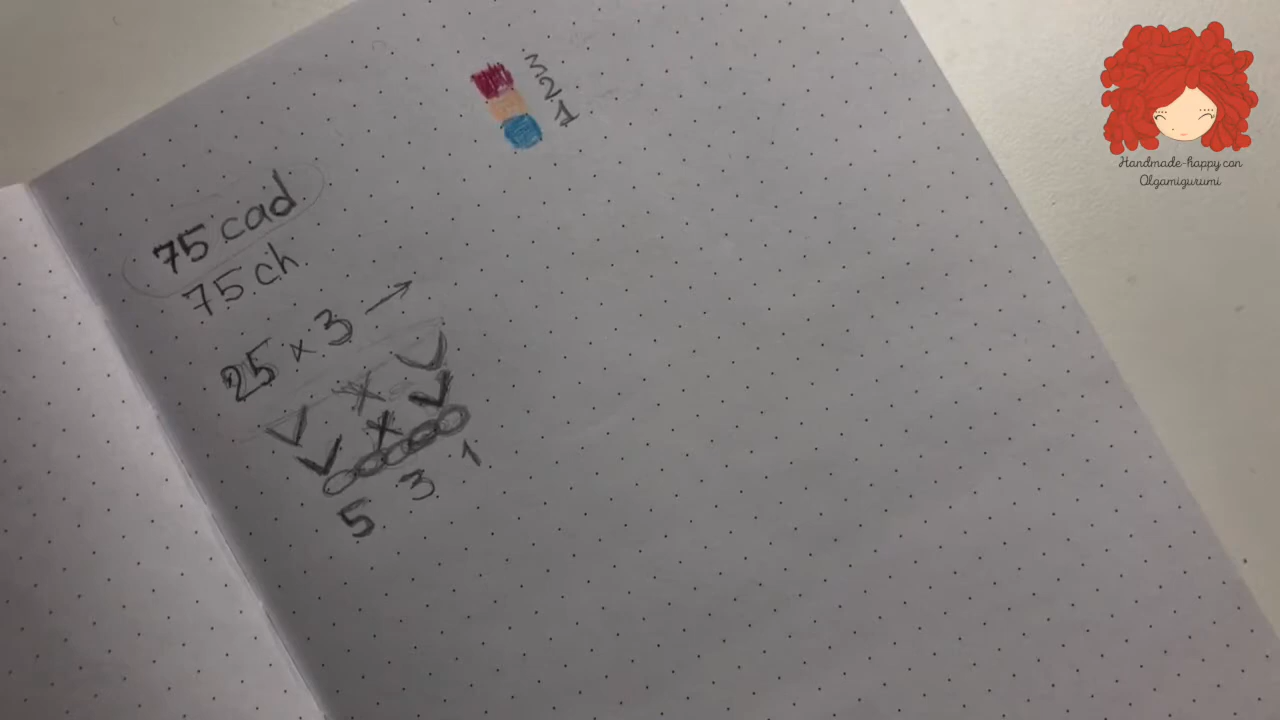 3
2
1
75 cad
75 ch
25 x 3 →
5 3 1
Handmade-happy con
Olgamigurumi